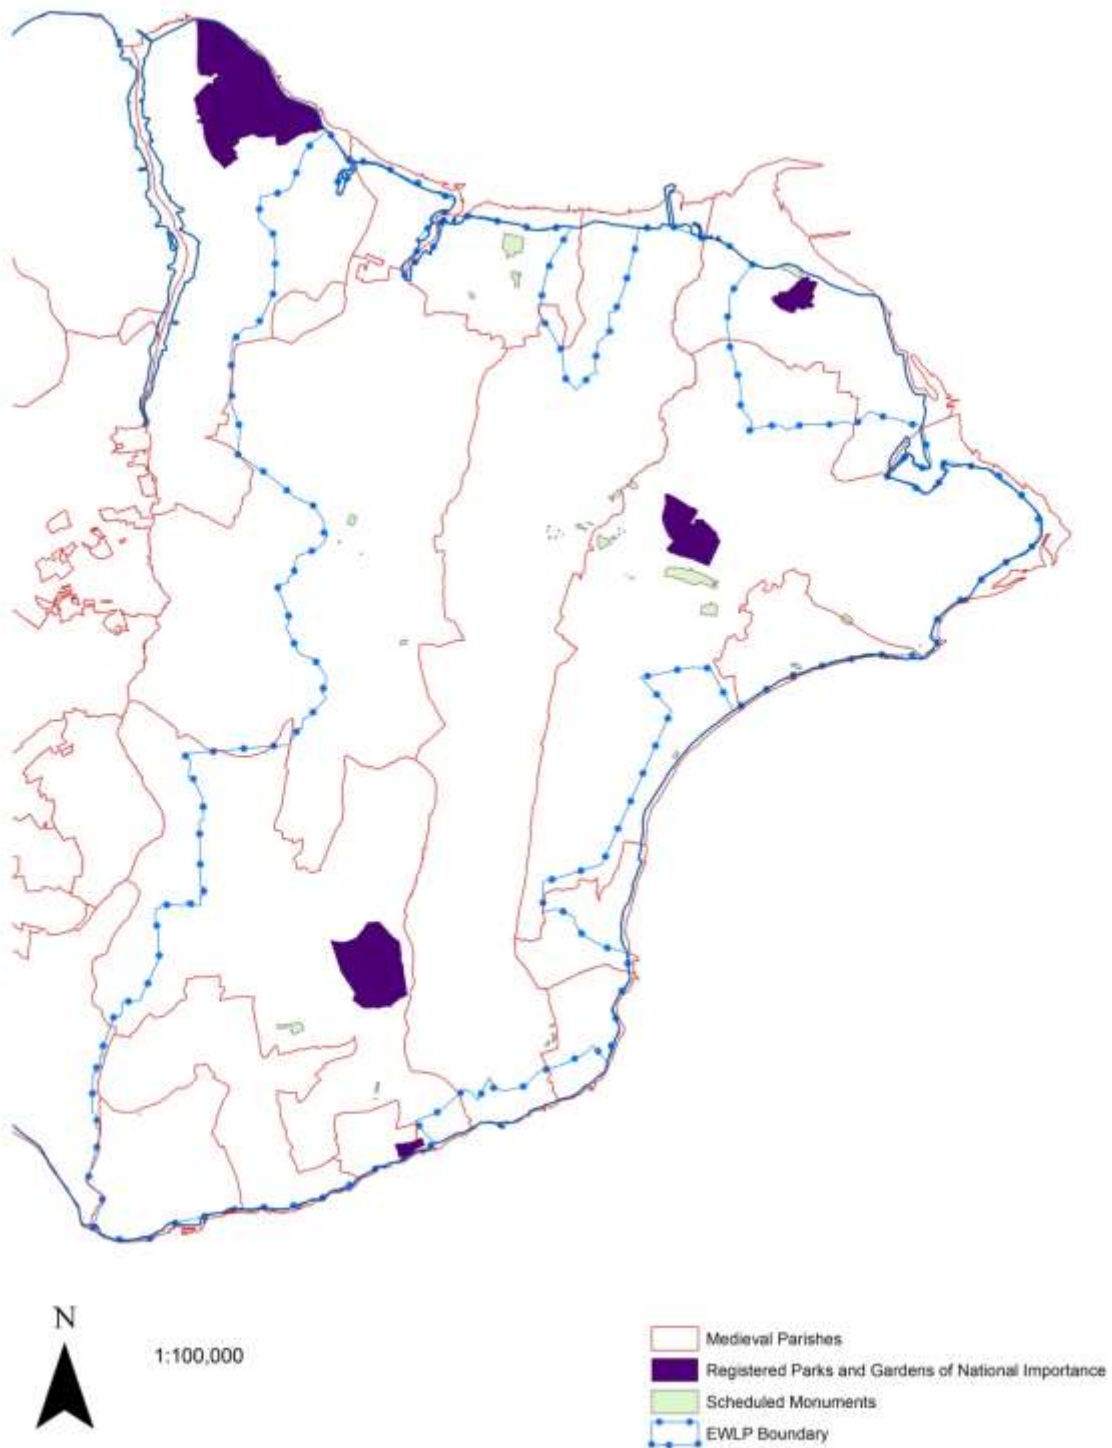 N
1:100,000
Medieval Parishes
Registered Parks and Gardens of National Importance
Scheduled Monuments
EWLP Boundary